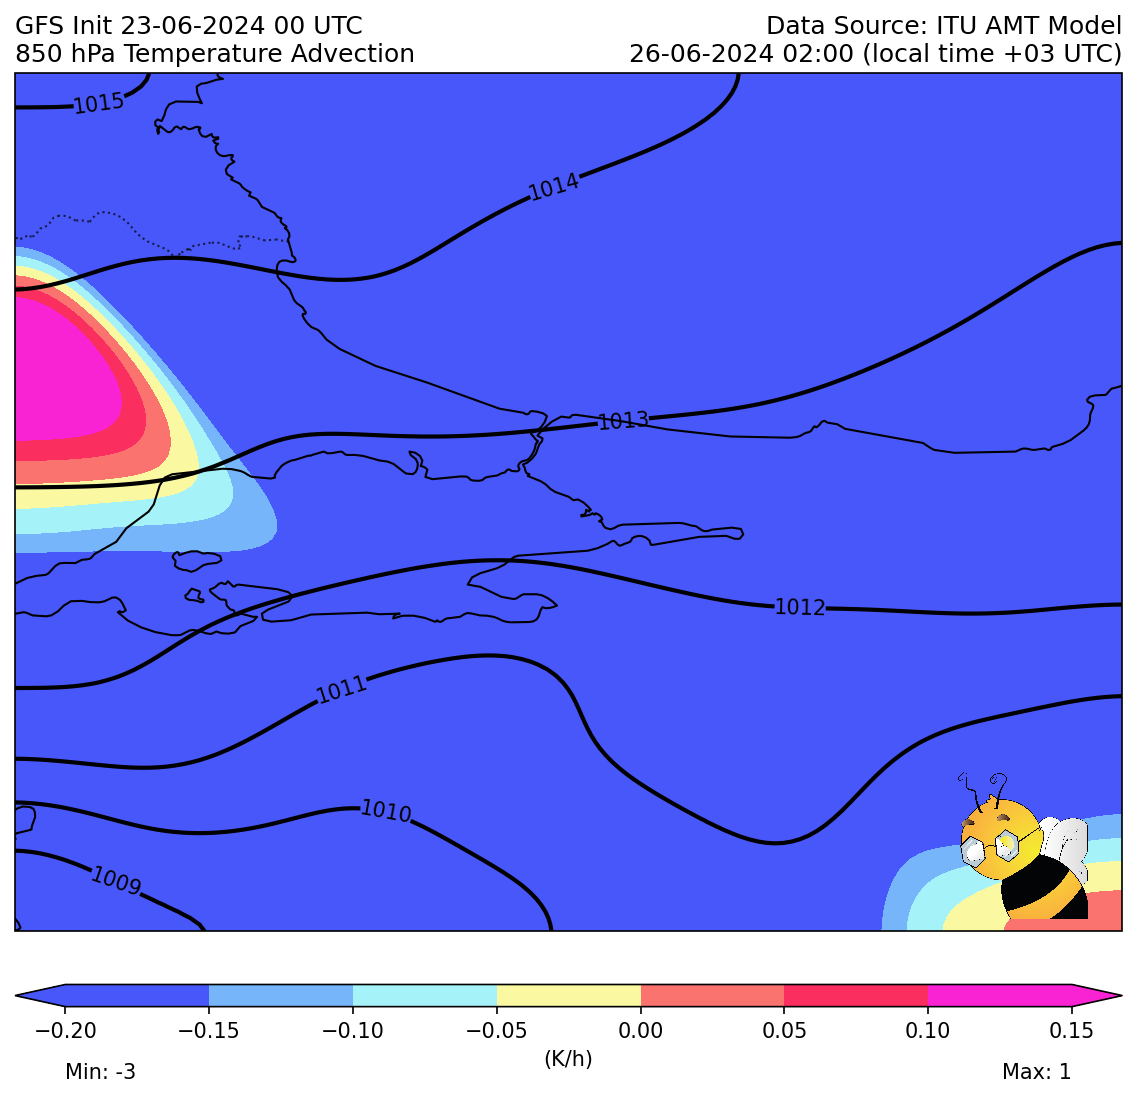 GFS Init 23-06-2024 00 UTC
Data Source: ITU AMT Model
850 hPa Temperature Advection
26-06-2024 02:00 (local time +03 UTC)
1015
1014
1013
1012
1011
1010
1009
−0.20 −0.15 −0.10 −0.05 0.00 0.05 0.10 0.15
(K/h)
Min: -3
Max: 1